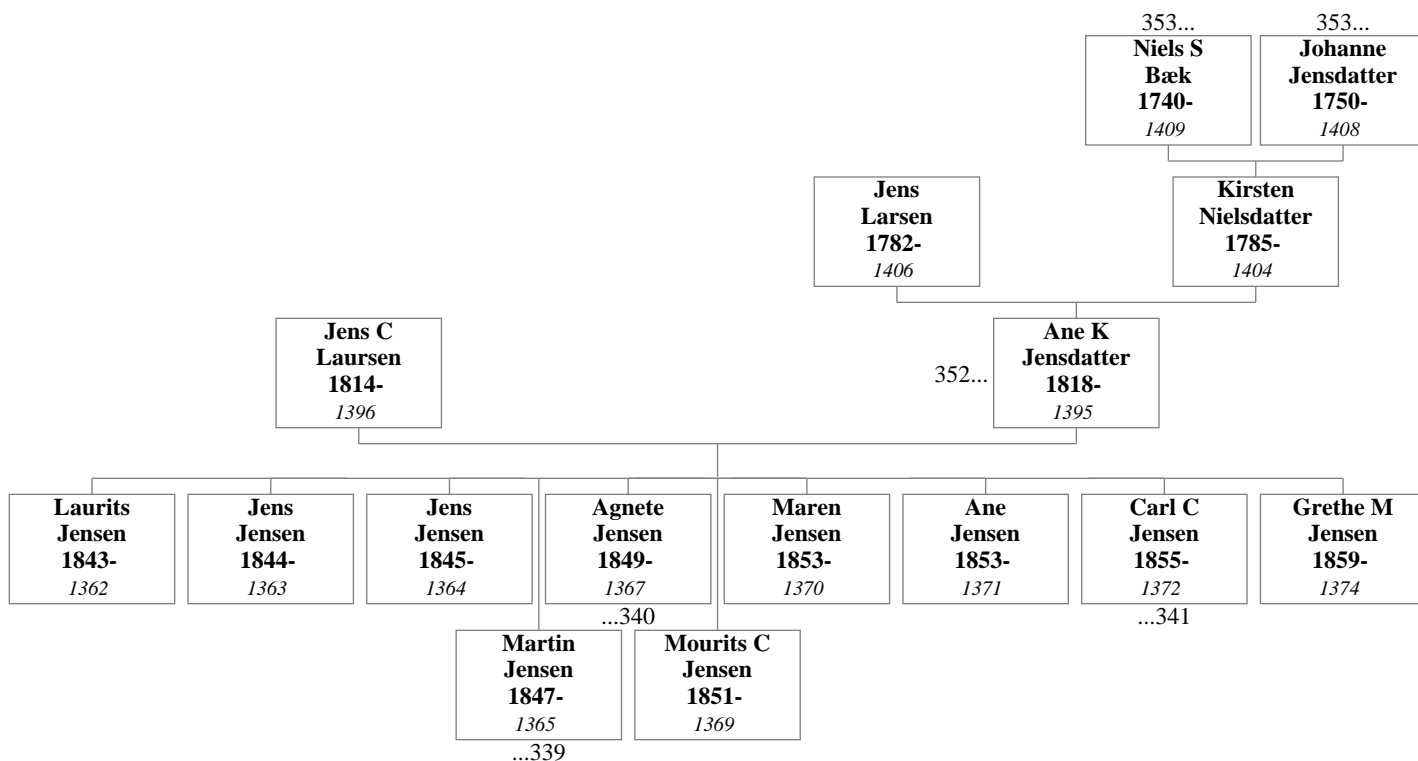 353...
Niels S
Bæk
1740-
1409
353...
Johanne
Jensdatter
1750-
1408
Jens
Larsen
1782-
1406
Kirsten
Nielsdatter
1785-
1404
Jens C
Laursen
1814-
1396
352...
Ane K
Jensdatter
1818-
1395
Laurits
Jensen
1843-
1362
Jens
Jensen
1844-
1363
Jens
Jensen
1845-
1364
Agnete
Jensen
1849-
1367
...340
Maren
Jensen
1853-
1370
Ane
Jensen
1853-
1371
Carl C
Jensen
1855-
1372
...341
Grethe M
Jensen
1859-
1374
Martin
Jensen
1847-
1365
...339
Mourits C
Jensen
1851-
1369